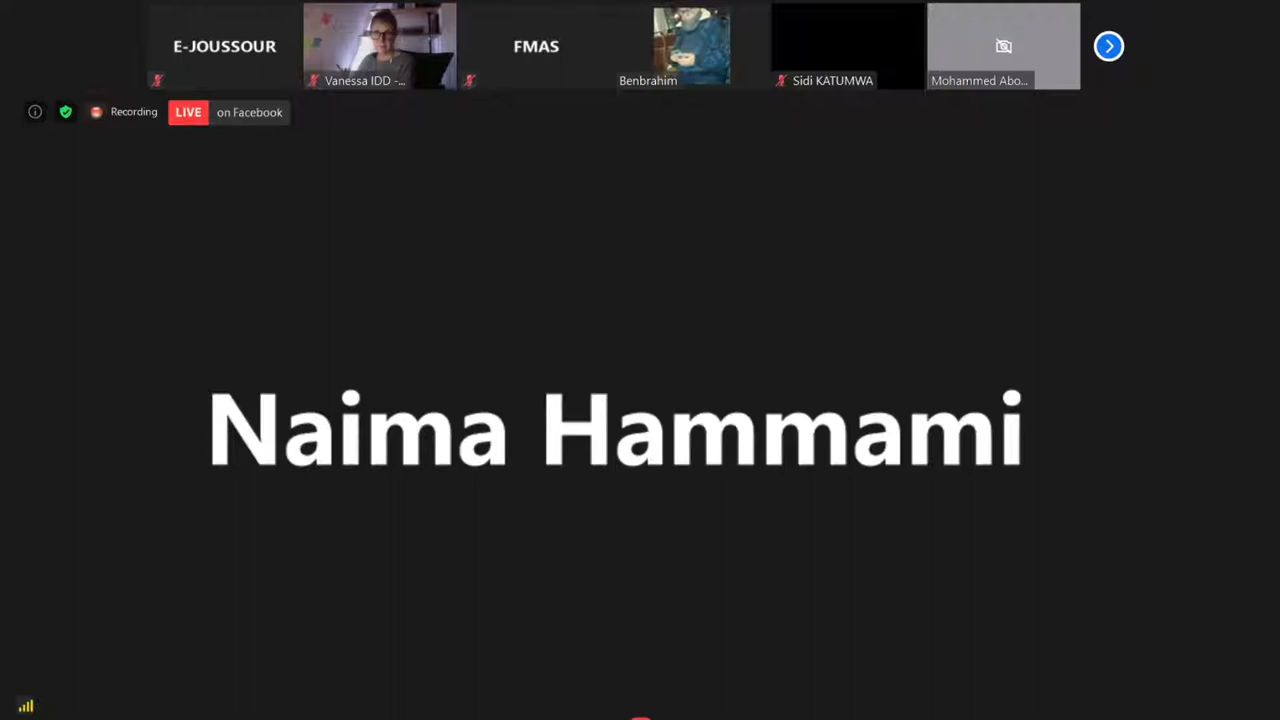 E-JOUSSOUR
FMAS
Vanessa IDD -...
Benbrahim
Sidi KATUMWA
Mohammed Abo...
Recording
LIVE
on Facebook
Naima Hammami